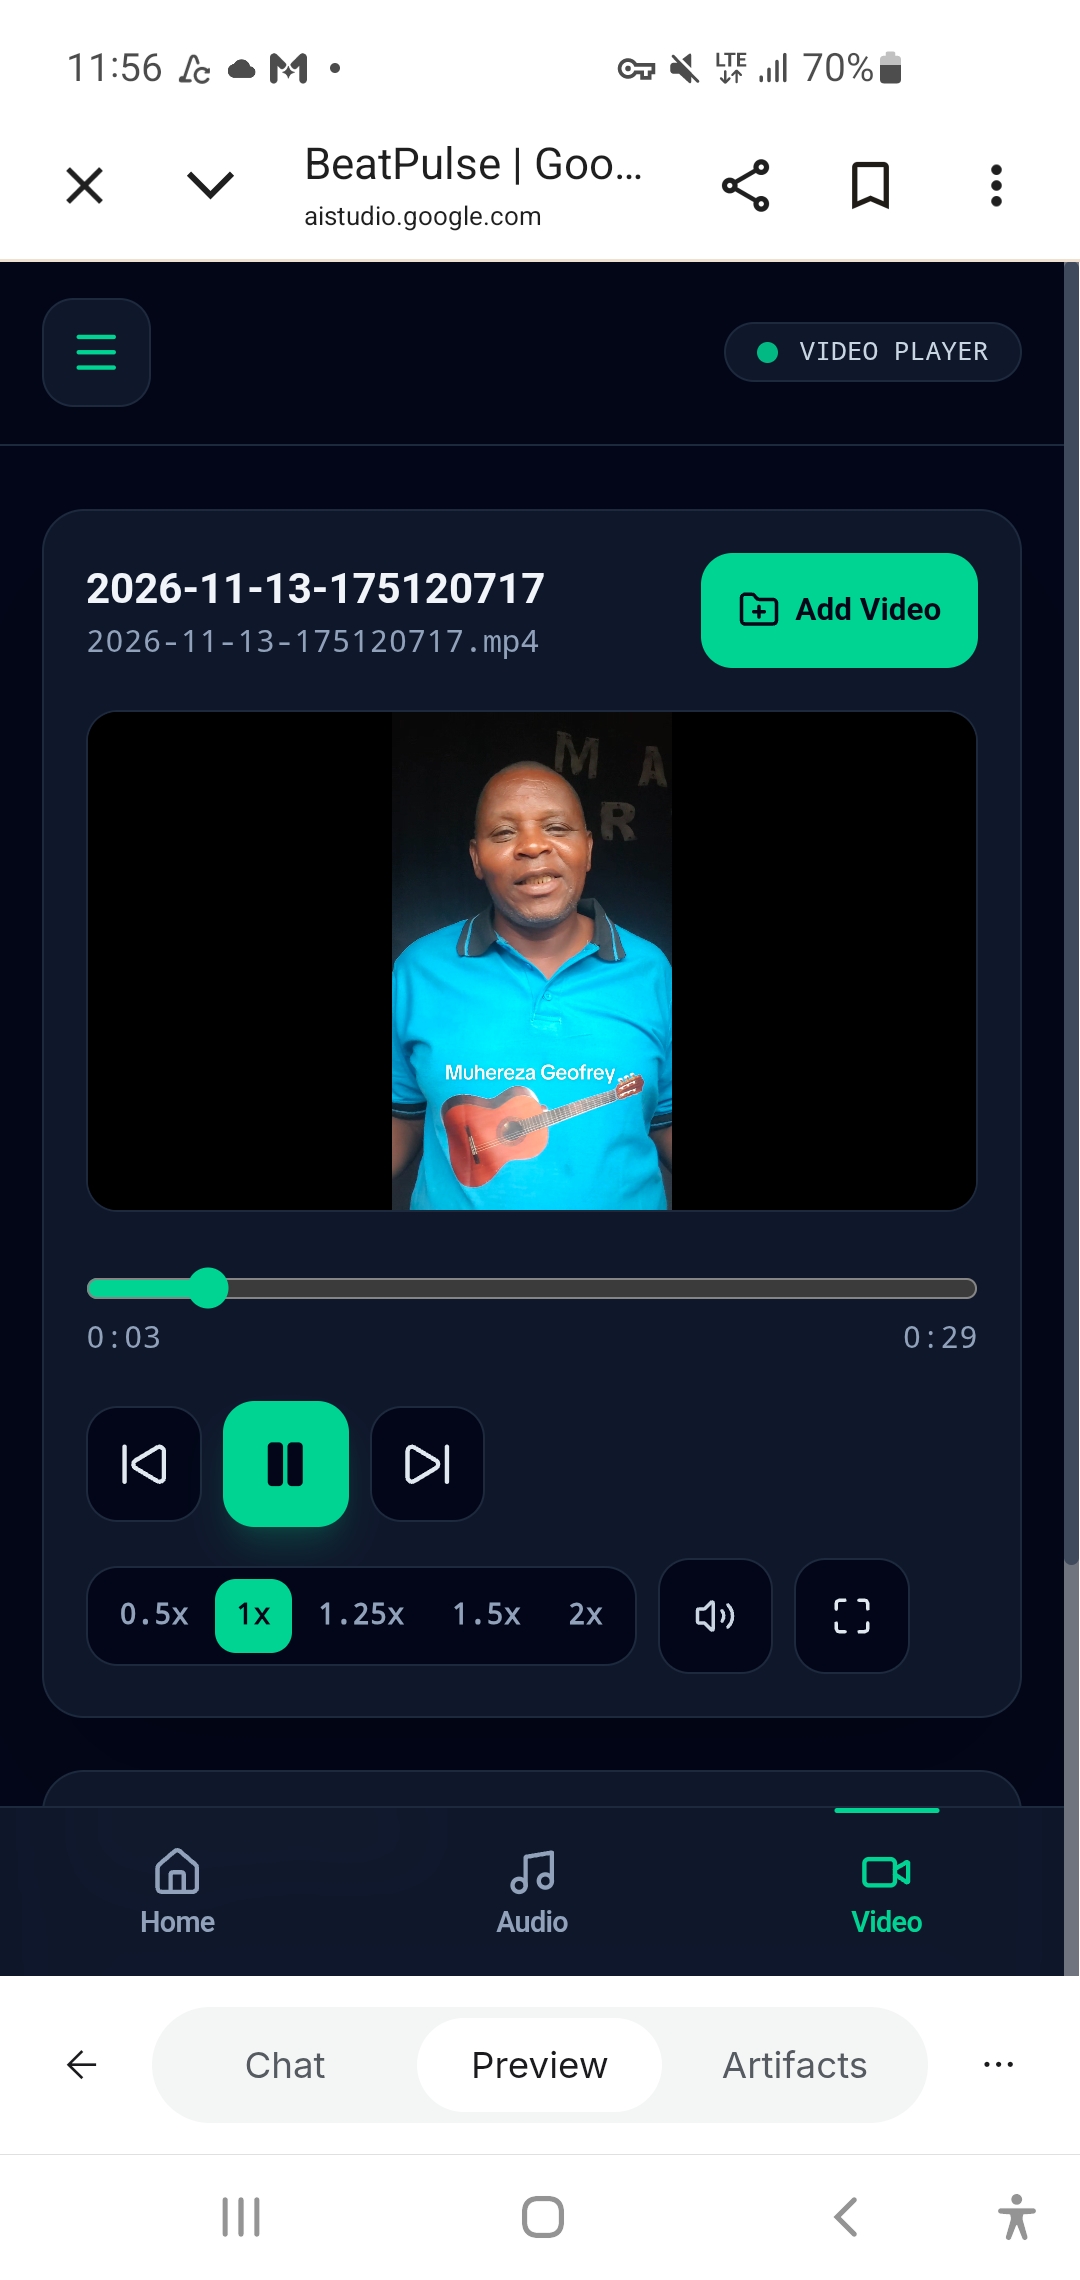 11:56
LTE
70%
BeatPulse | Goo...
aistudio.google.com
VIDEO PLAYER
2026-11-13-175120717
2026-11-13-175120717.mp4
Add Video
M A
R
Muhereza Geofrey
0:03
0:29
0.5x 1x 1.25x 1.5x 2x
Home
Audio
Video
Chat
Preview
Artifacts